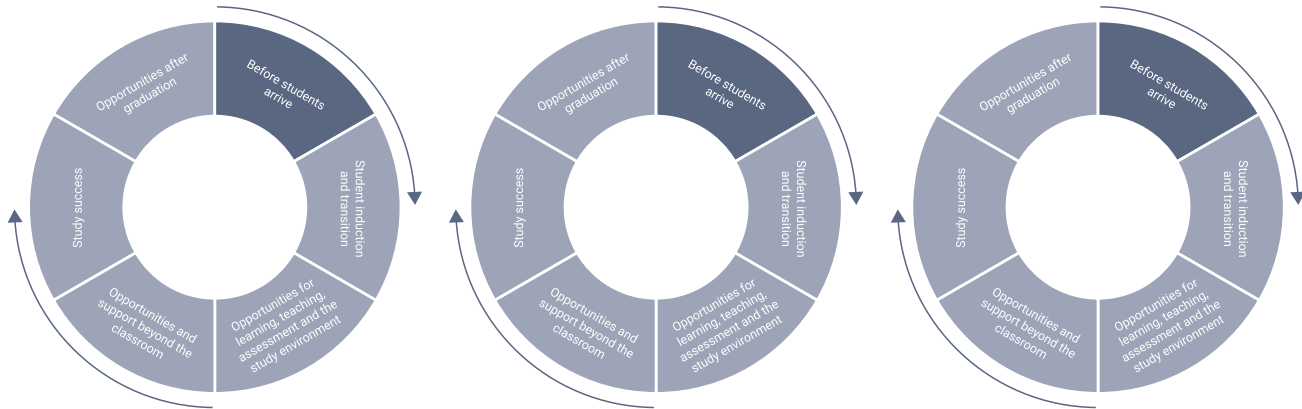 Before students
arrive
Student induction
and transition
Opportunities for
learning, teaching,
assessment and the
study environment
Opportunities and
support beyond the
classroom
Study success
Opportunities after
graduation
Before students
arrive
Student induction
and transition
Opportunities for
learning, teaching,
assessment and the
study environment
Opportunities and
support beyond the
classroom
Study success
Opportunities after
graduation
Before students
arrive
Student induction
and transition
Opportunities for
learning, teaching,
assessment and the
study environment
Opportunities and
support beyond the
classroom
Study success
Opportunities after
graduation